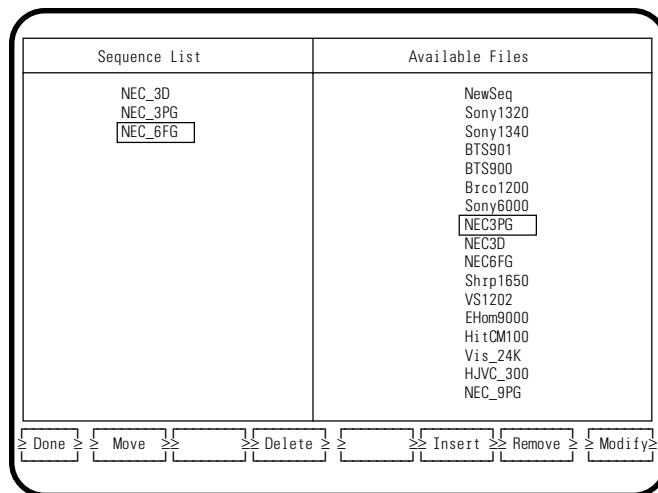 Sequence List
NEC_3D
NEC_3PG
NEC_6FG
Available Files
NewSeq
Sony1320
Sony1340
BTS901
BTS900
Brco1200
Sony6000
NEC3PG
NEC3D
NEC6FG
Shrp1650
VS1202
EHom9000
HitCM100
Vis_24K
HJVC_300
NEC_9PG
≥ Done ≥ ≥ Move ≥≥ ≥≥ Delete ≥ ≥ ≥≥ Insert ≥≥ Remove ≥ ≥ Modify≥